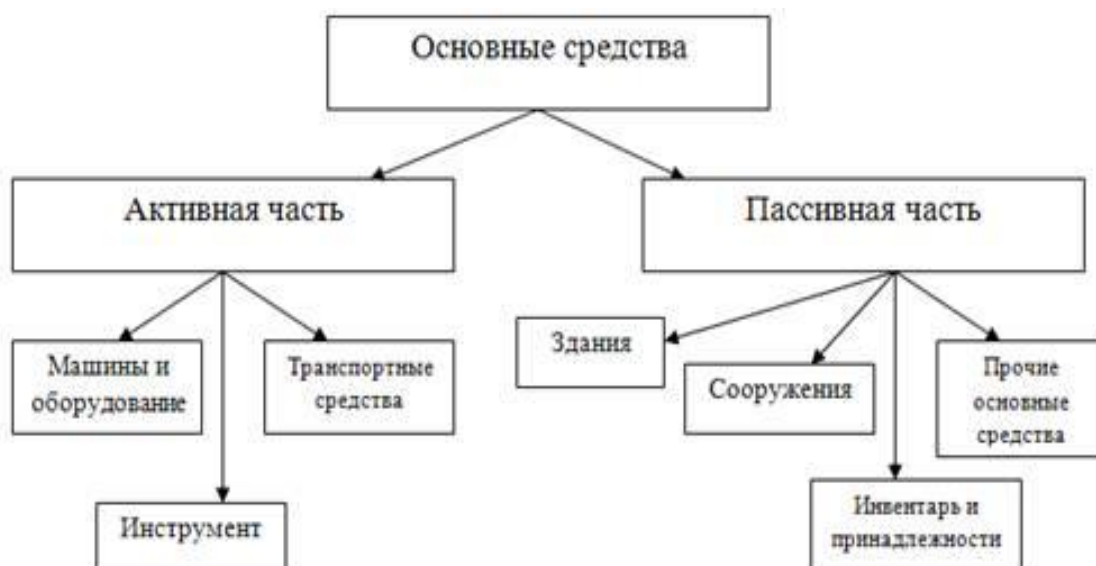 Основные средства
Активная часть
Пассивная часть
Машины и
оборудование
Транспортные
средства
Инструмент
Здания
Сооружения
Прочие
основные
средства
Инвентарь и
принадлежности